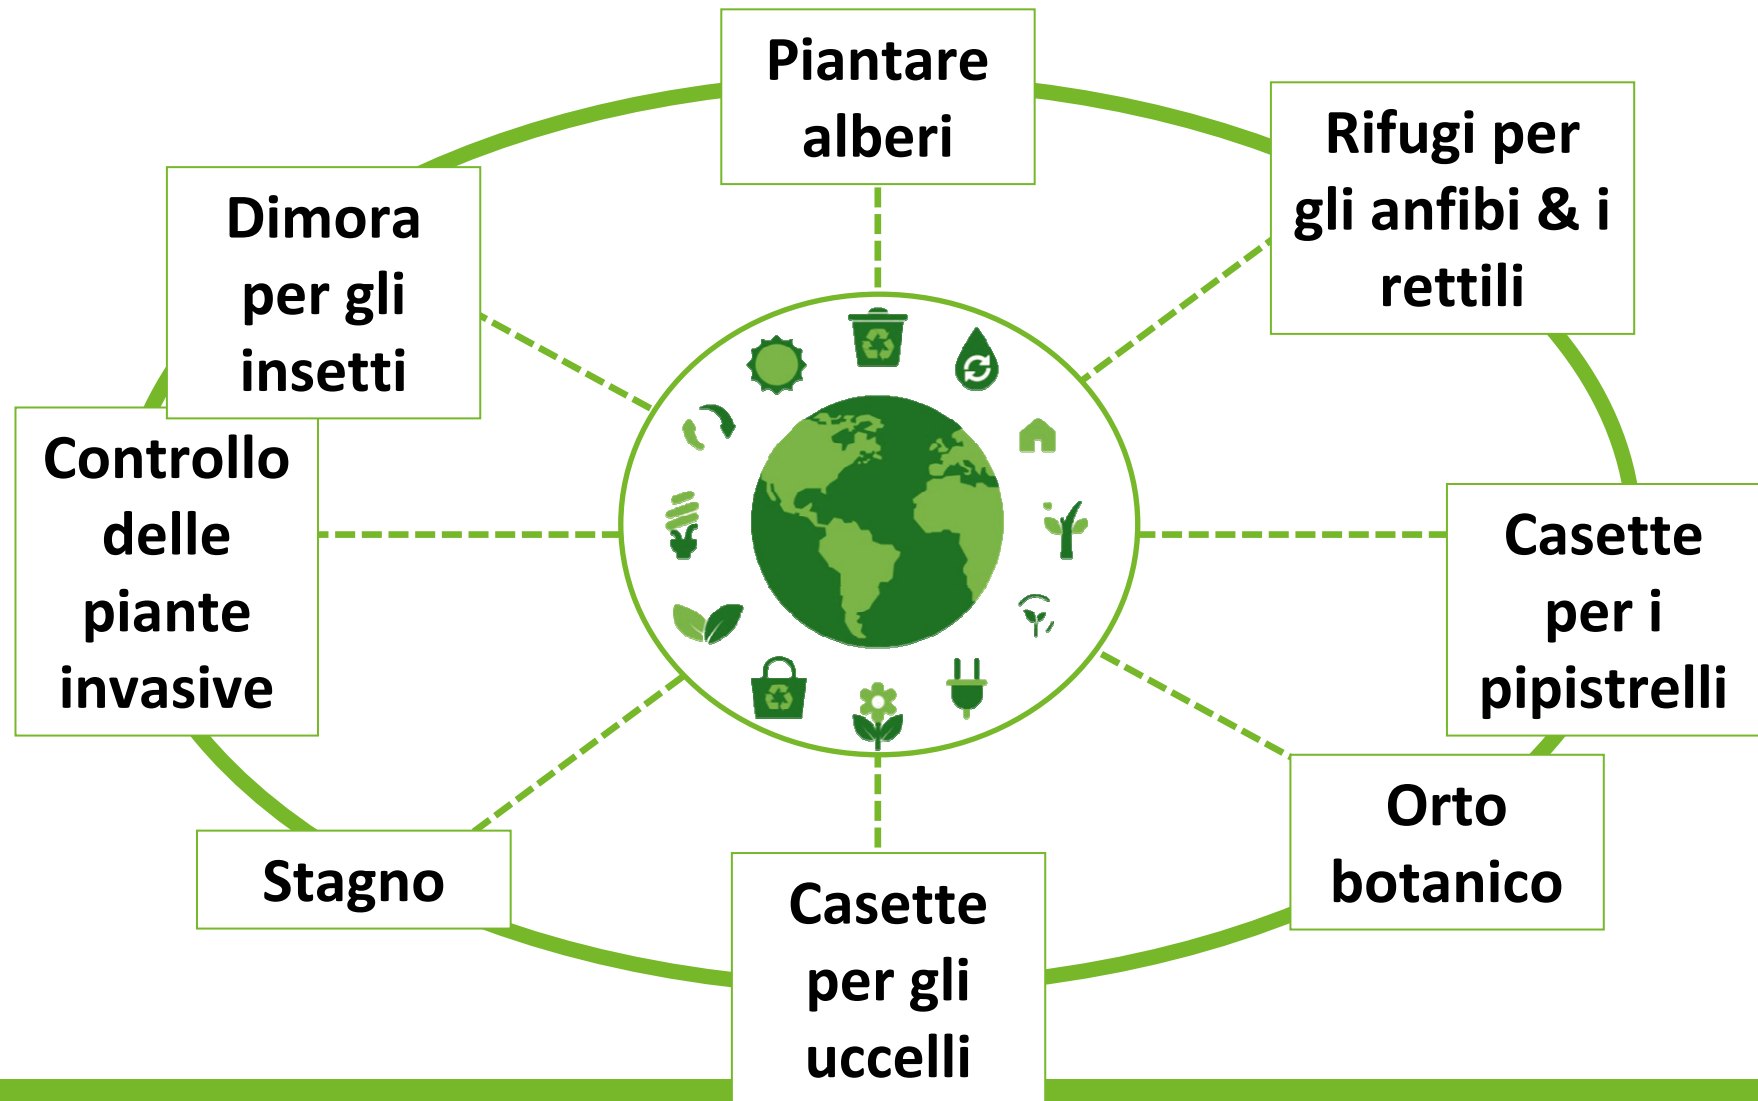 Piantare
alberi
Rifugi per
gli anfibi & i
rettili
Dimora
per gli
insetti
Controllo
delle
piante
invasive
Casette
per i
pipistrelli
Orto
botanico
Stagno
Casette
per gli
uccelli